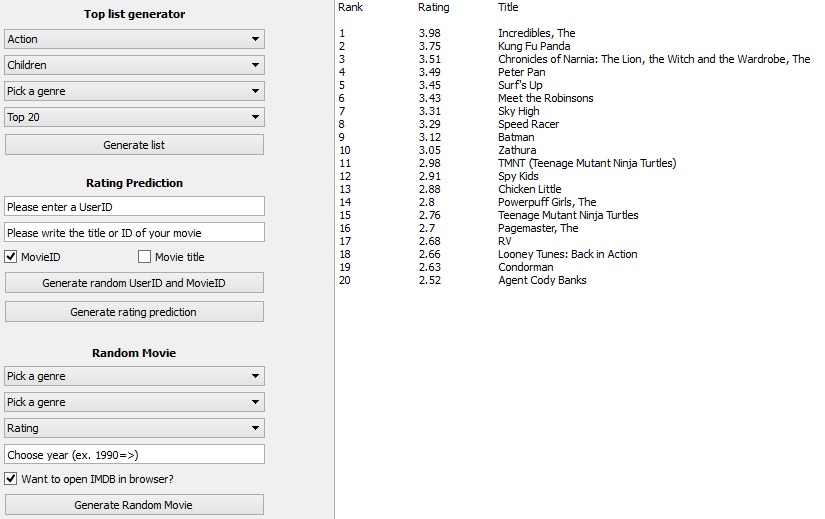 Top list generator
Action
Children
Pick a genre
Top 20
Generate list
Rating Prediction
Please enter a UserID
Please write the title or ID of your movie
MovieID Movie title
Generate random UserID and MovieID
Generate rating prediction
Random Movie
Pick a genre
Pick a genre
Rating
Choose year (ex. 1990=>)
Want to open IMDB in browser?
Generate Random Movie
Rank Rating Title
1 3.98 Incredibles, The
2 3.75 Kung Fu Panda
3 3.51 Chronicles of Narnia: The Lion, the Witch and the Wardrobe, The
4 3.49 Peter Pan
5 3.45 Surf's Up
6 3.43 Meet the Robinsons
7 3.31 Sky High
8 3.29 Speed Racer
9 3.12 Batman
10 3.05 Zathura
11 2.98 TMNT (Teenage Mutant Ninja Turtles)
12 2.91 Spy Kids
13 2.88 Chicken Little
14 2.8 Powerpuff Girls, The
15 2.76 Teenage Mutant Ninja Turtles
16 2.7 Pagemaster, The
17 2.68 RV
18 2.66 Looney Tunes: Back in Action
19 2.63 Condorman
20 2.52 Agent Cody Banks